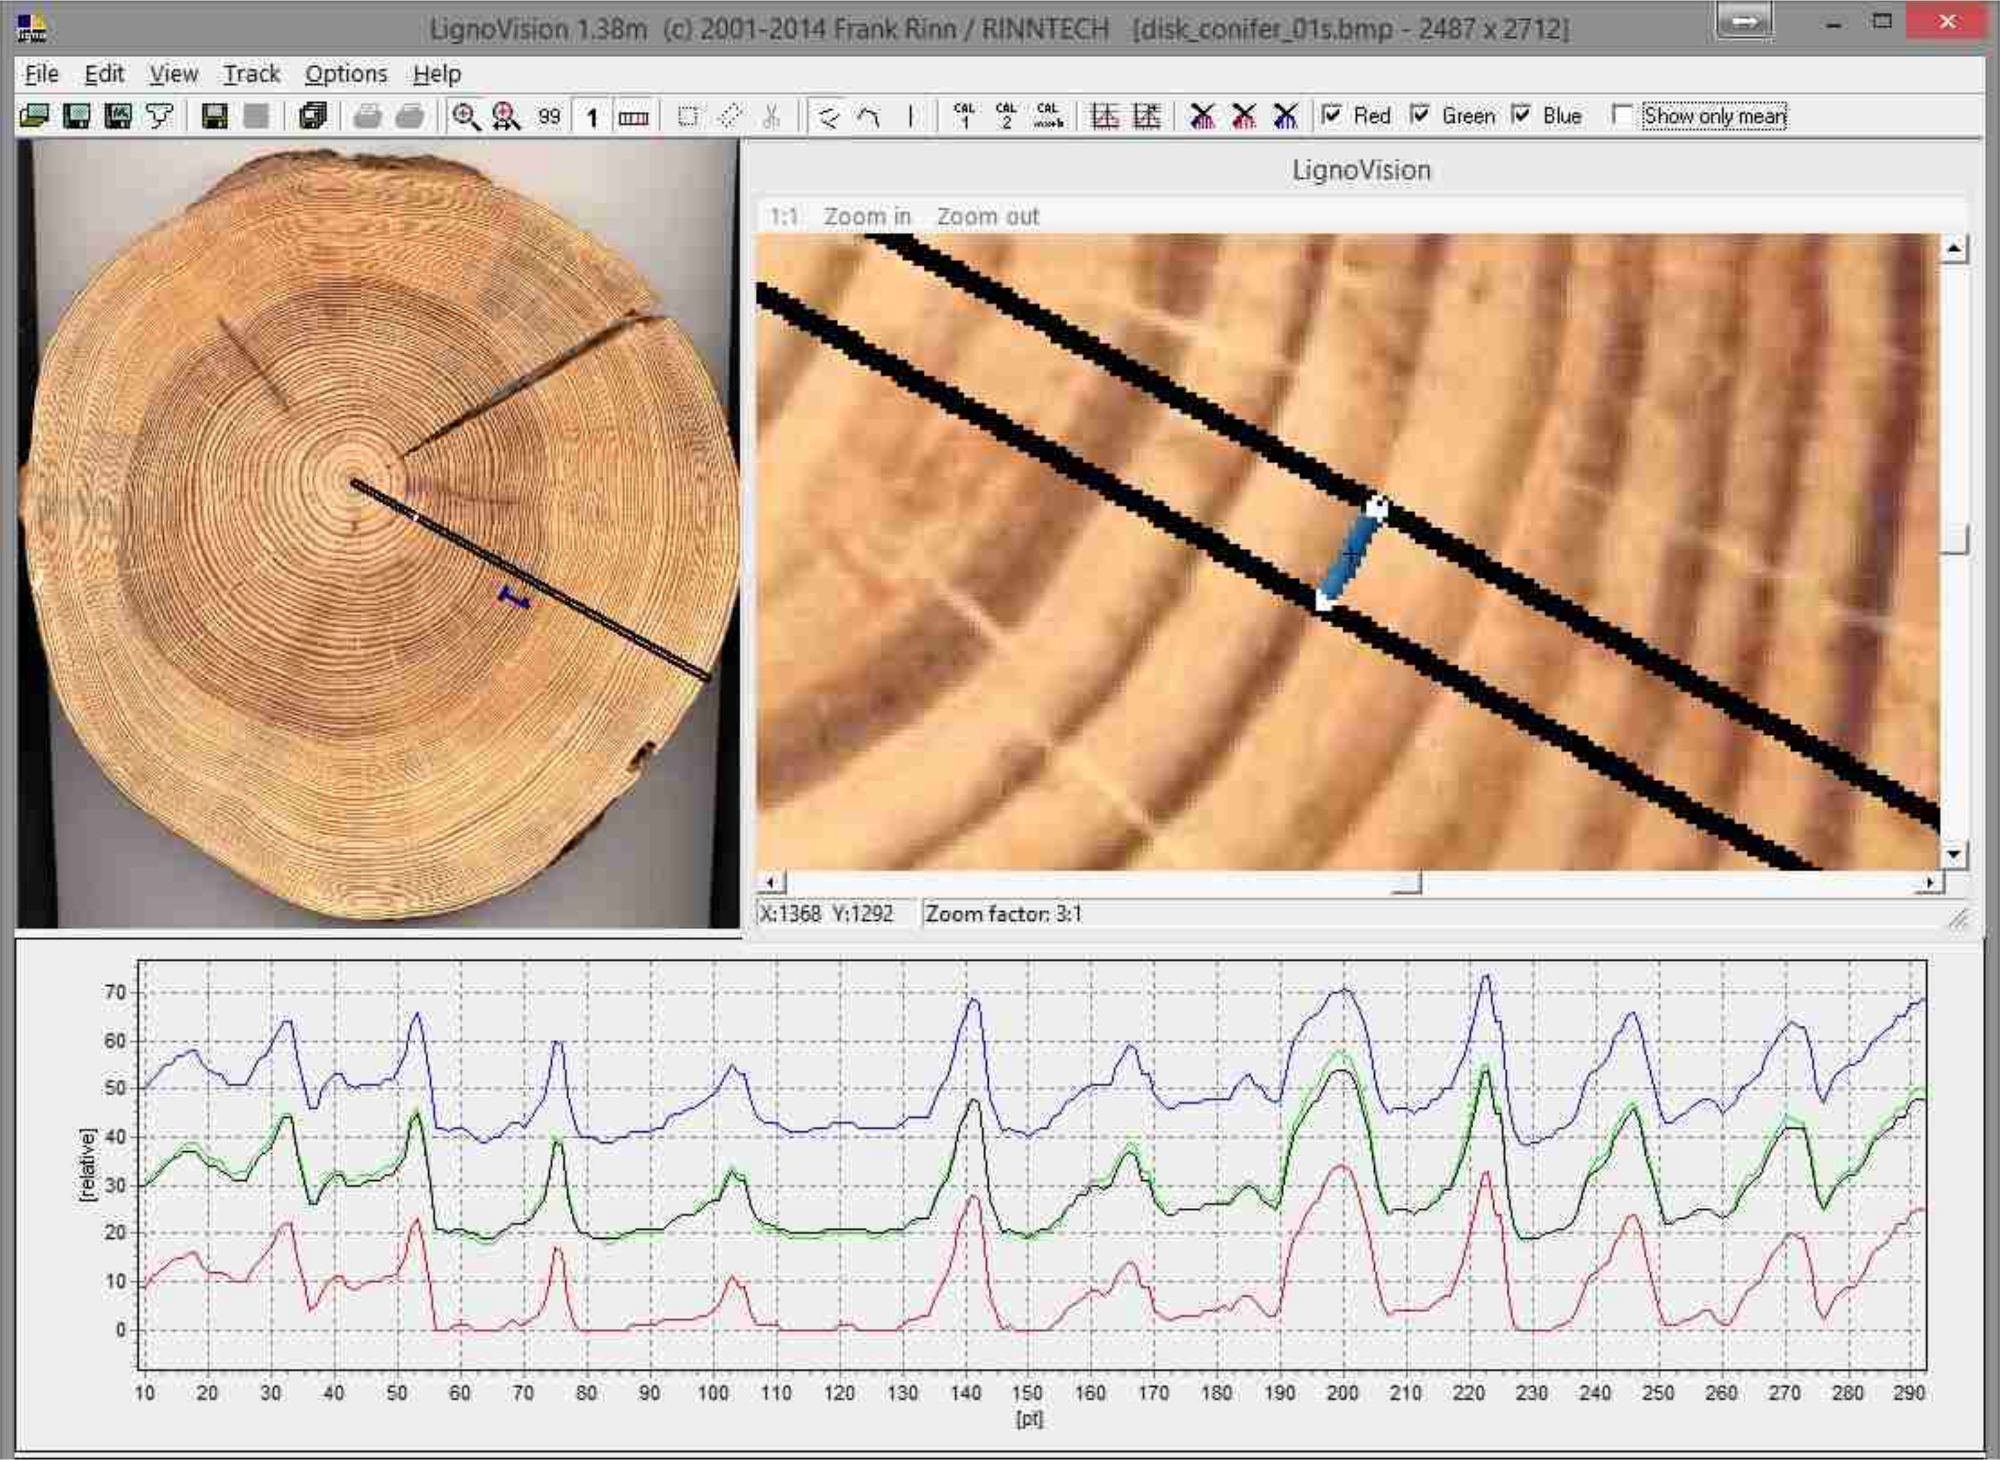 LignoVision 1.38m (c) 2001-2014 Frank Rinn / RINNTECH [disk_conifer_01s.bmp - 2487 x 2712]
File Edit View Track Options Help
99 1 CAL 1 CAL 2 CAL Red Green Blue Show only mean
LignoVision
1:1 Zoom in Zoom out
1
X:1368 Y:1292 Zoom factor: 3:1
70
60
50
40
30
20
10
0
[relative]
10 20 30 40 50 60 70 80 90 100 110 120 130 140 150 160 170 180 190 200 210 220 230 240 250 260 270 280 290
[pt]